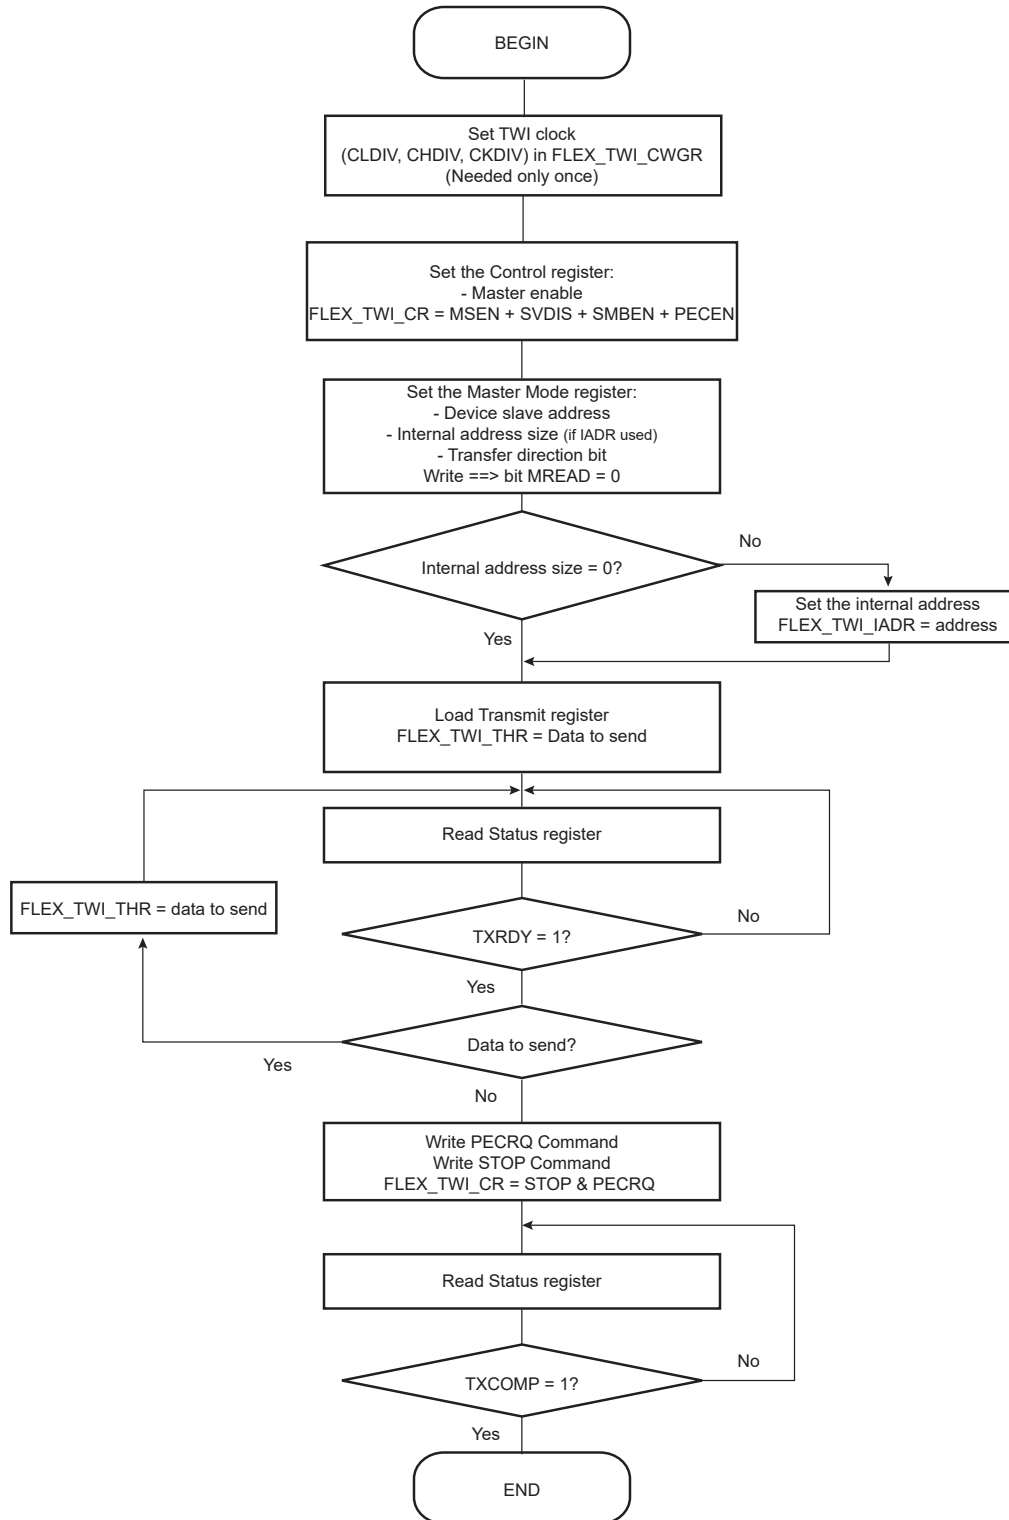 BEGIN
Set TWI clock
(CLDIV, CHDIV, CKDIV) in FLEX_TWI_CWGR
(Needed only once)
Set the Control register:
- Master enable
FLEX_TWI_CR = MSEN + SVDIS + SMBEN + PECEN
Set the Master Mode register:
- Device slave address
- Internal address size (if IADR used)
- Transfer direction bit
Write ==> bit MREAD = 0
Internal address size = 0?
No
Set the internal address
FLEX_TWI_IADR = address
Yes
Load Transmit register
FLEX_TWI_THR = Data to send
Read Status register
FLEX_TWI_THR = data to send
TXRDY = 1?
No
Yes
Data to send?
Yes
No
Write PECRQ Command
Write STOP Command
FLEX_TWI_CR = STOP & PECRQ
Read Status register
TXCOMP = 1?
No
Yes
END